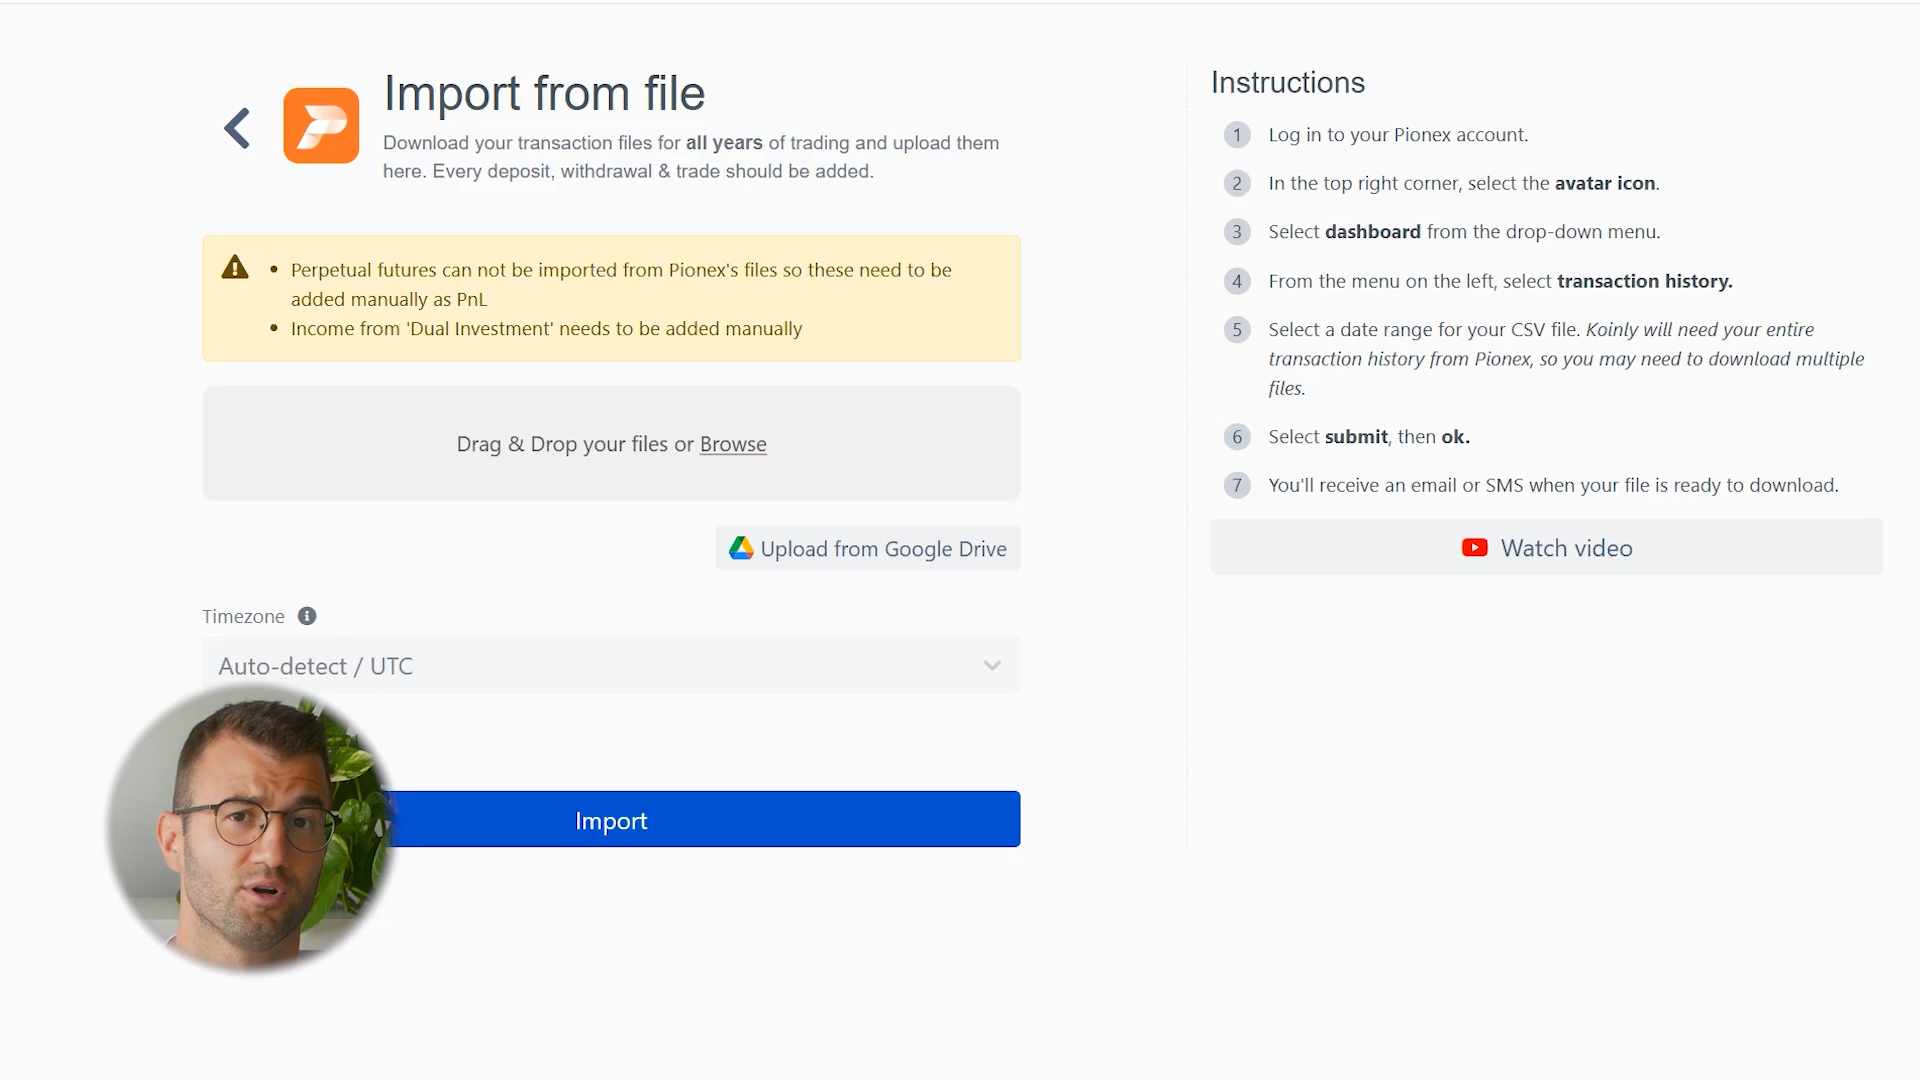 Import from file
Download your transaction files for all years of trading and upload them
here. Every deposit, withdrawal & trade should be added.
Perpetual futures can not be imported from Pionex's files so these need to be
added manually as PnL
Income from 'Dual Investment' needs to be added manually
Drag & Drop your files or Browse
Upload from Google Drive
Timezone
Auto-detect / UTC
Import
Instructions
1 Log in to your Pionex account.
2 In the top right corner, select the avatar icon.
3 Select dashboard from the drop-down menu.
4 From the menu on the left, select transaction history.
5 Select a date range for your CSV file. Koinly will need your entire
transaction history from Pionex, so you may need to download multiple
files.
6 Select submit, then ok.
7 You'll receive an email or SMS when your file is ready to download.
Watch video